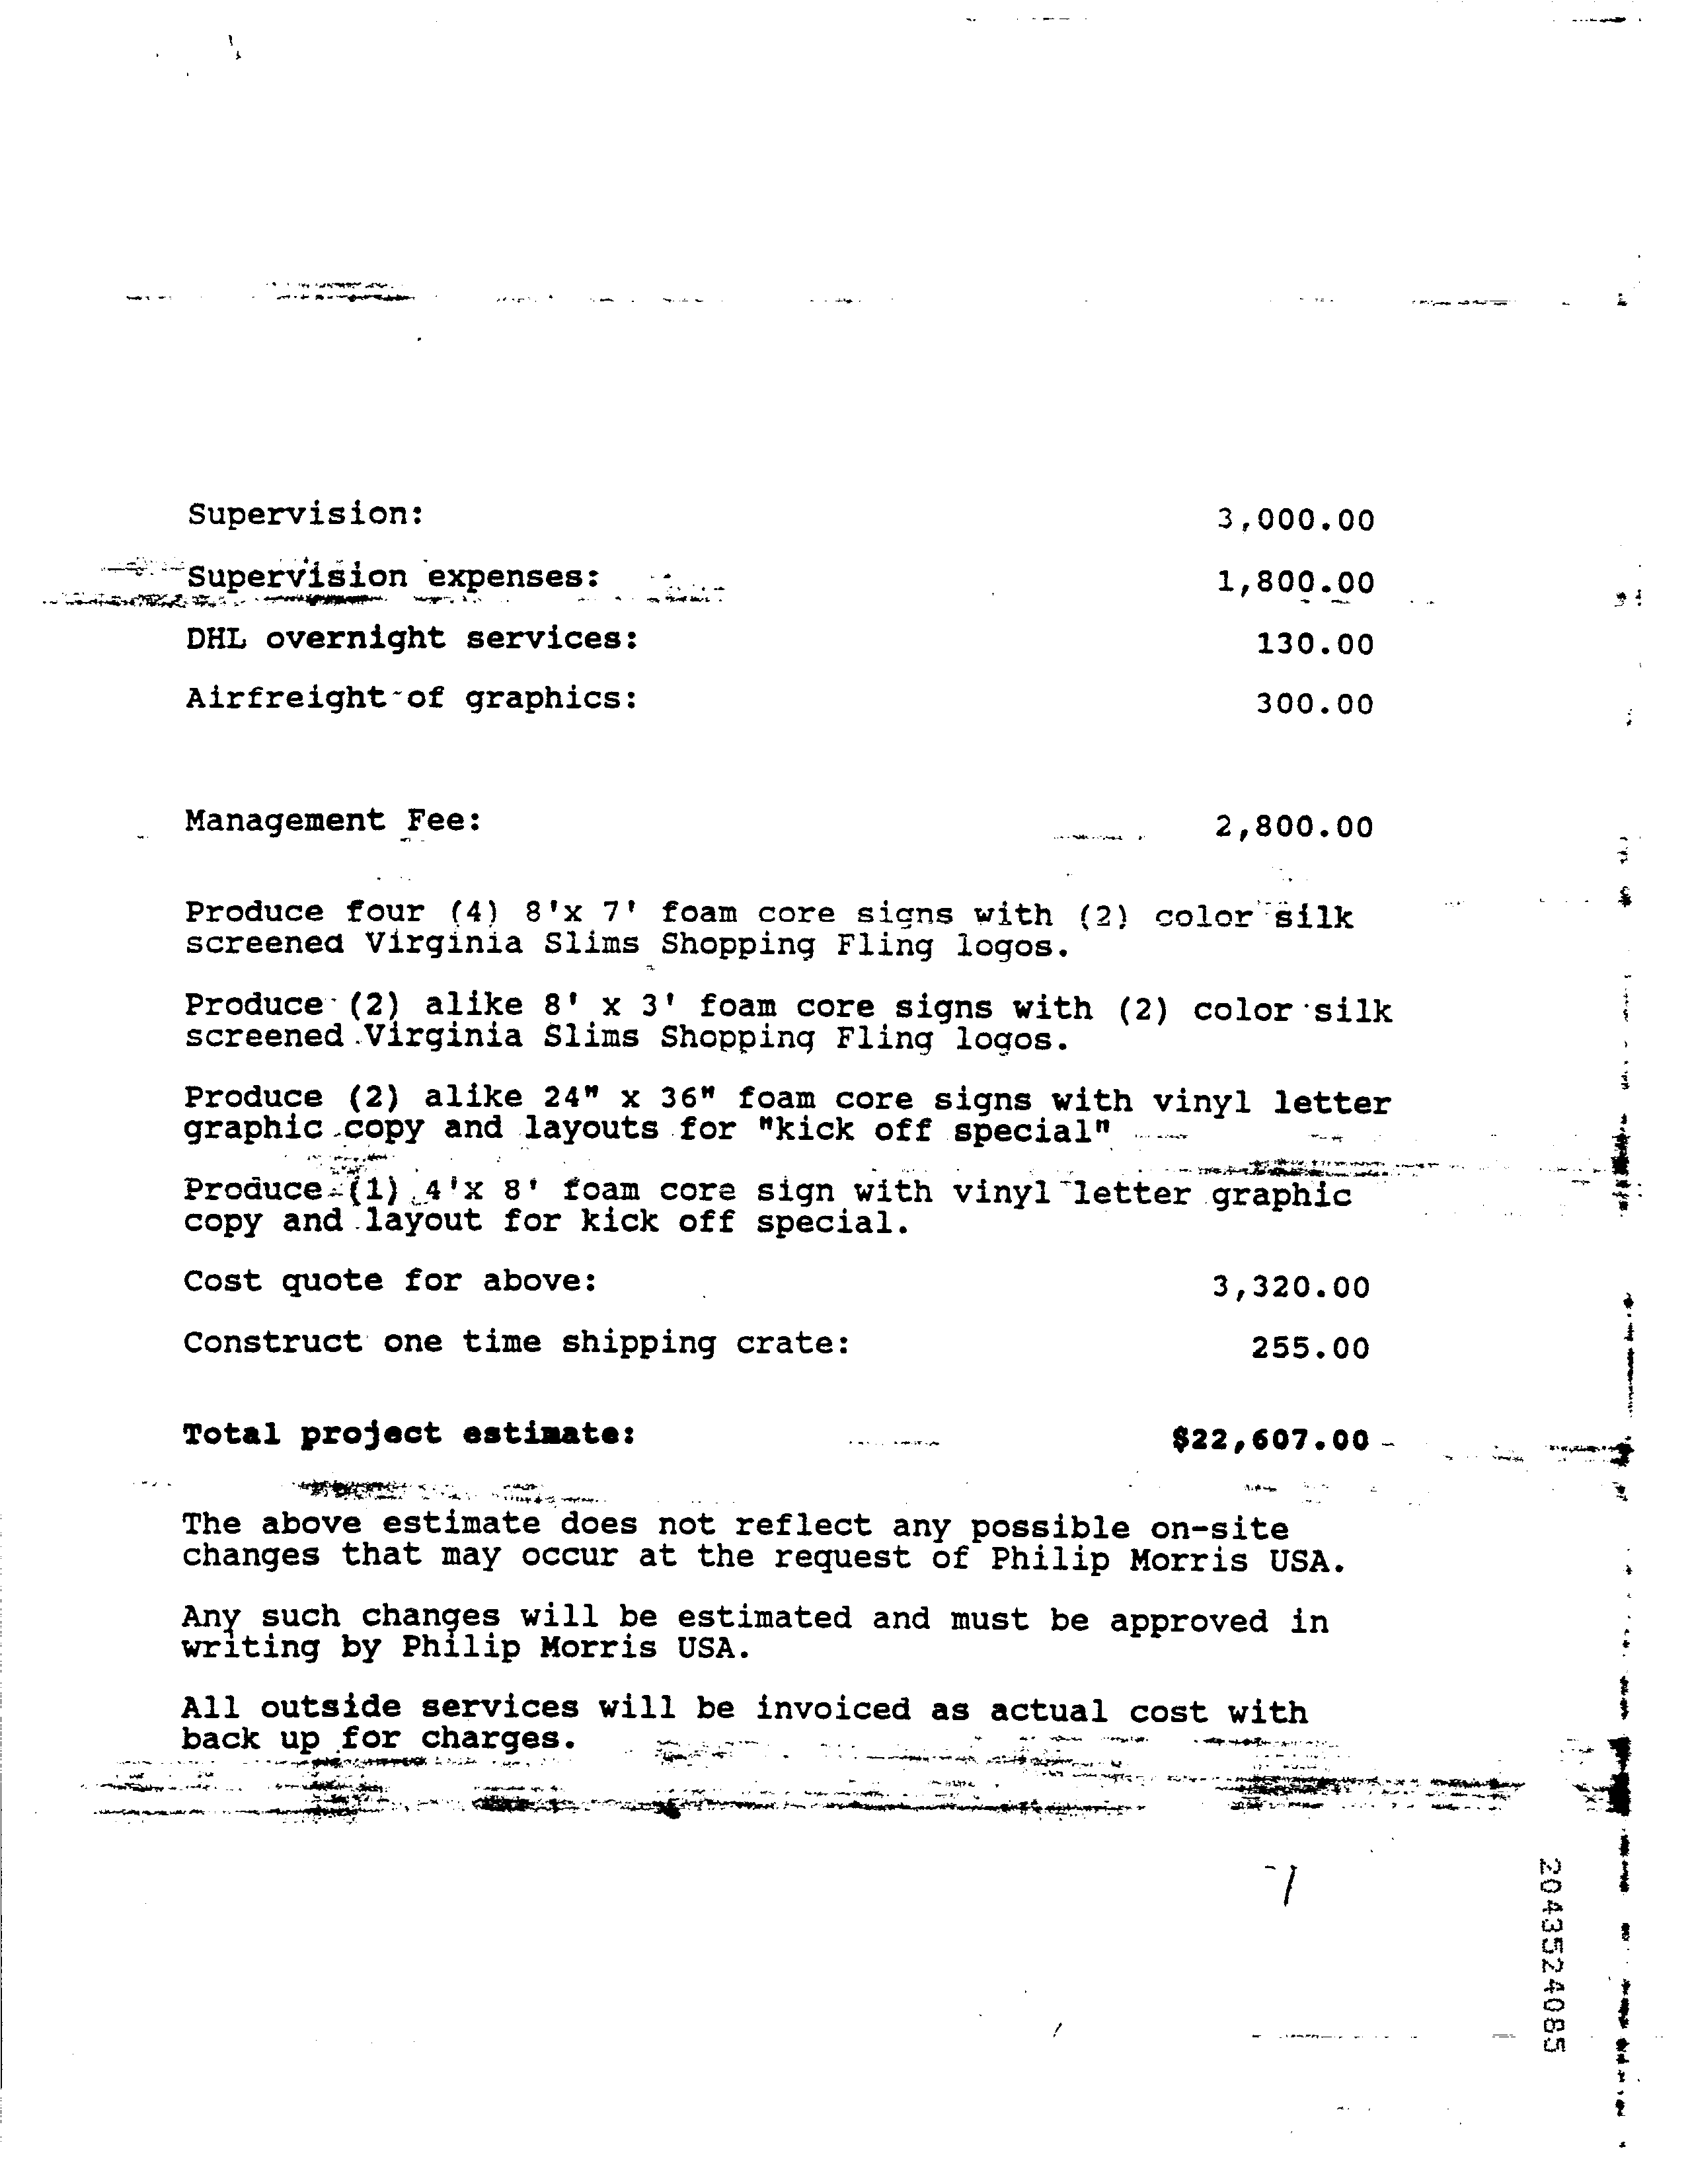 Supervision: 3,000.00
Supervision expenses: 1,800.00
DHL overnight services: 130.00
Airfreight of graphics: 300.00
Management Fee: 2,800.00
Produce four (4) 8'x 7' foam core signs with (2) color silk
screened Virginia Slims Shopping Fling logos.
Produce (2) alike 8' x 3' foam core signs with (2) color silk
screened Virginia Slims Shopping Fling logos.
Produce (2) alike 24" x 36" foam core signs with vinyl letter
graphic copy and layouts for "kick off special"
Produce (1) 4'x 8' foam core sign with vinyl letter graphic
copy and layout for kick off special.
Cost quote for above: 3,320.00
Construct one time shipping crate: 255.00
Total project estimate: $22,607.00
The above estimate does not reflect any possible on-site
changes that may occur at the request of Philip Morris USA.
Any such changes will be estimated and must be approved in
writing by Philip Morris USA.
All outside services will be invoiced as actual cost with
back up for charges.
2043524085